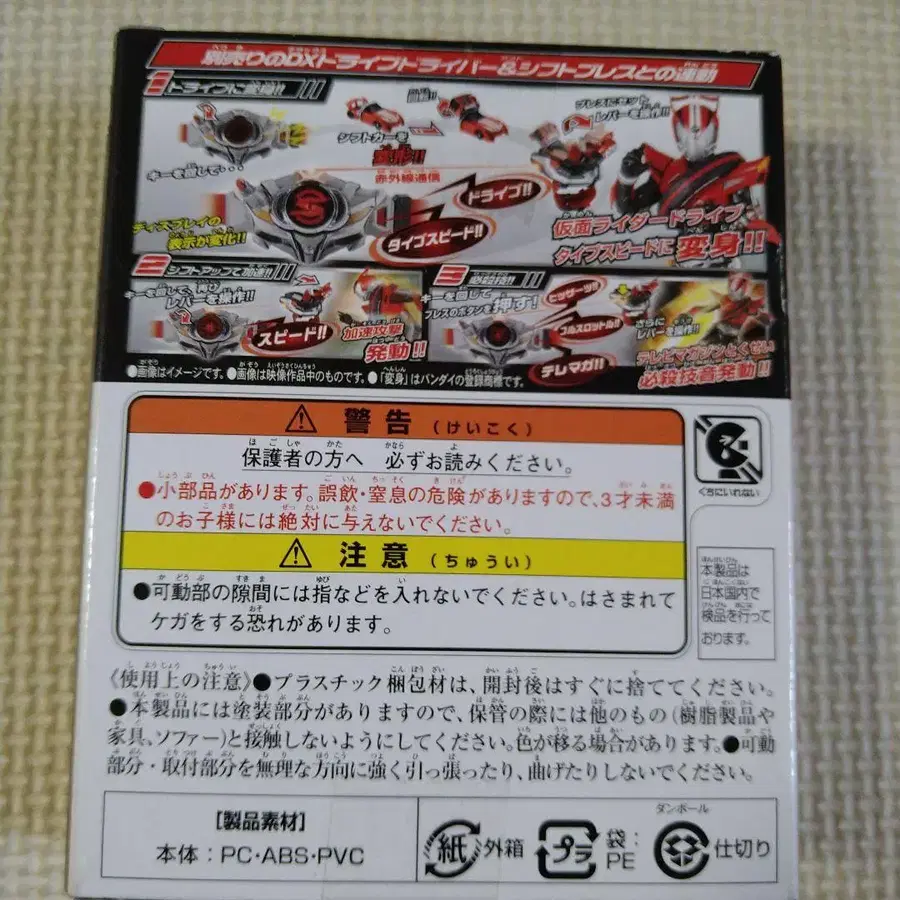 別売りのDXドライブドライバー&シフトブレスとの連動
1 ドライブに変身!!
キーを回して・・・
シフトカーを
回転!!
変形!!
赤外線通信
ブレスにセット
レバーを操作!!
ディスプレイの
表示が変化!!
ドライブ!!
タイプスピード!!
仮面ライダードライブ
タイプスピードに変身!!
2 シフトアップで加速!!
キーを回して 再び
レバーを操作!!
スピード!!
加速攻撃
発動!!
3 必殺技!!
キーを回して
ブレスのボタンを押す!
ヒッサーツ!!
フルスロットル!!
テレマガ!!
さらに
レバーを操作!!
テレビマガジンとくせい
必殺技音発動!!
●画像はイメージです。●画像は映像作品中のものです。●「変身」はバンダイの登録商標です。
警告（けいこく）
保護者の方へ 必ずお読みください。
●小部品があります。誤飲・窒息の危険がありますので、3才未満
のお子様には絶対に与えないでください。
注意（ちゅうい）
●可動部の隙間には指などを入れないでください。はさまれて
ケガをする恐れがあります。
くちにいれない
本製品は
日本国内で
検品を行って
おります。
《使用上の注意》●プラスチック梱包材は、開封後はすぐに捨ててください。
●本製品には塗装部分がありますので、保管の際には他のもの（樹脂製品や
家具、ソファー）と接触しないようにしてください。色が移る場合があります。●可動
部分・取付部分を無理な方向に強く引っ張ったり、曲げたりしないでください。
[製品素材]
本体：PC・ABS・PVC
紙 外箱
プラ 袋：PE
ダンボール
仕切り